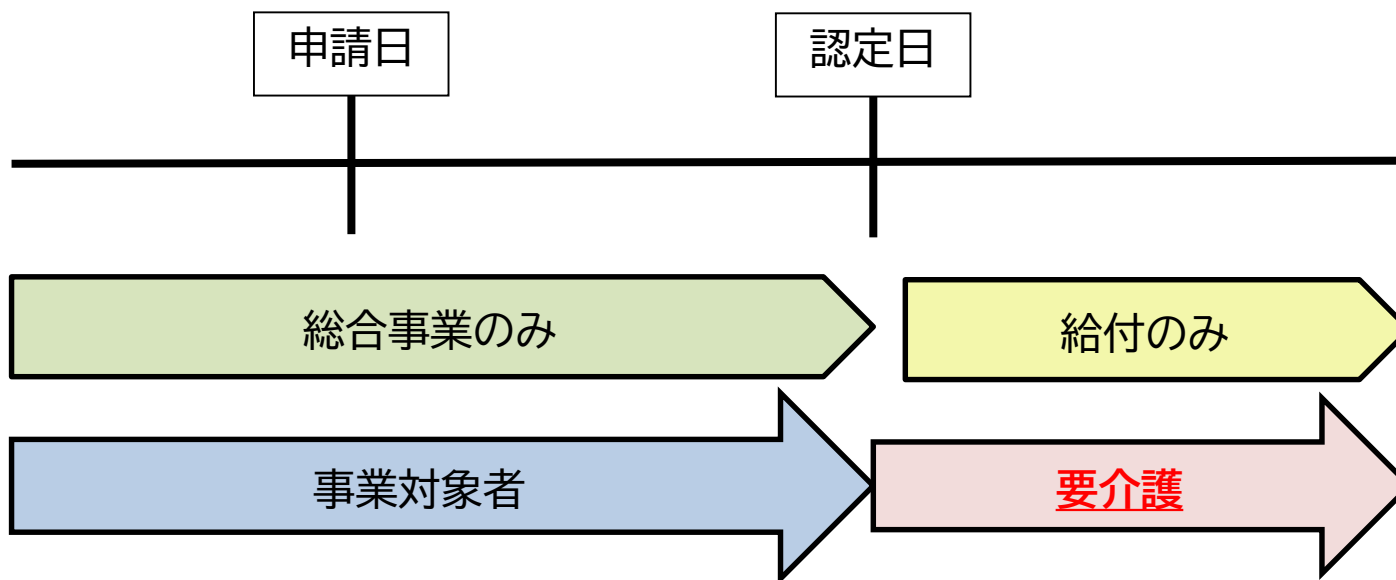 申請日
認定日
総合事業のみ
給付のみ
事業対象者
要介護